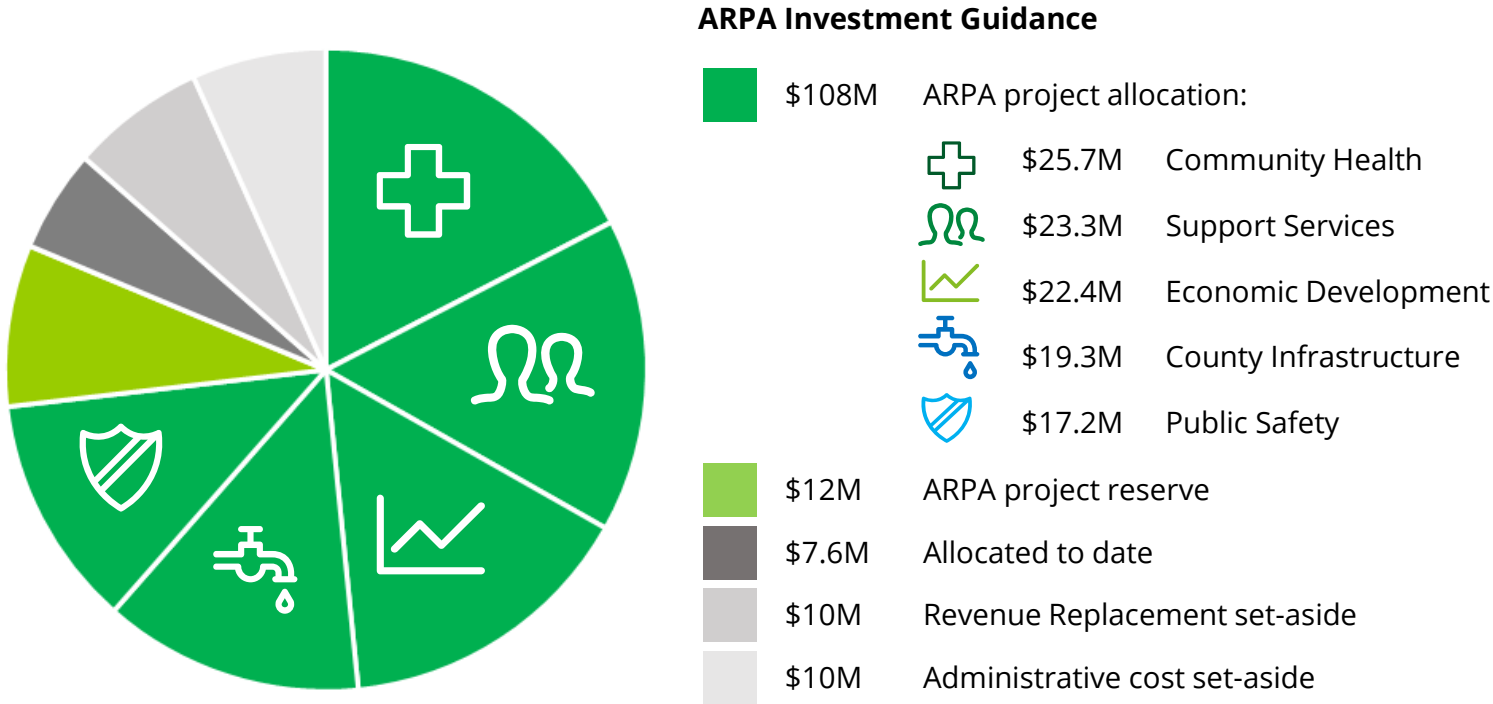 ARPA Investment Guidance
$108M ARPA project allocation:
$25.7M Community Health
$23.3M Support Services
$22.4M Economic Development
$19.3M County Infrastructure
$17.2M Public Safety
$12M ARPA project reserve
$7.6M Allocated to date
$10M Revenue Replacement set-aside
$10M Administrative cost set-aside